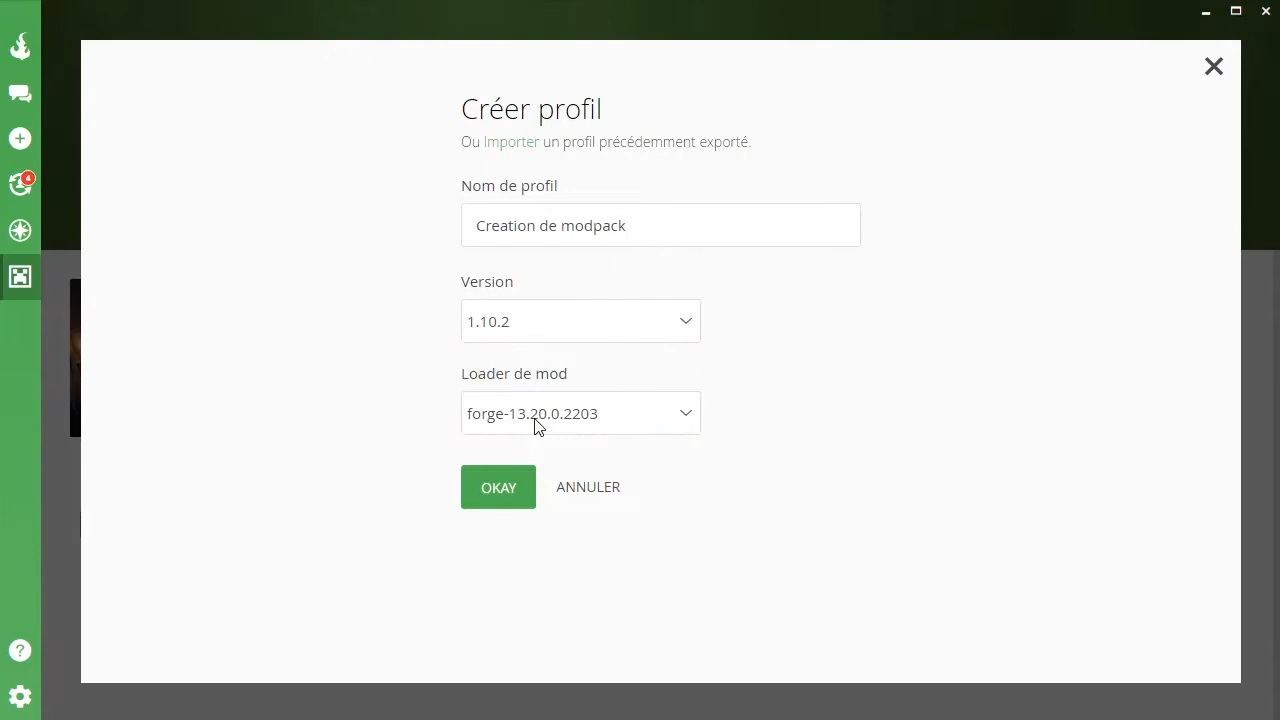 4
Créer profil
Ou Importer un profil précédemment exporté.
Nom de profil
Creation de modpack
Version
1.10.2
Loader de mod
forge-13.20.0.2203
OKAY ANNULER
?